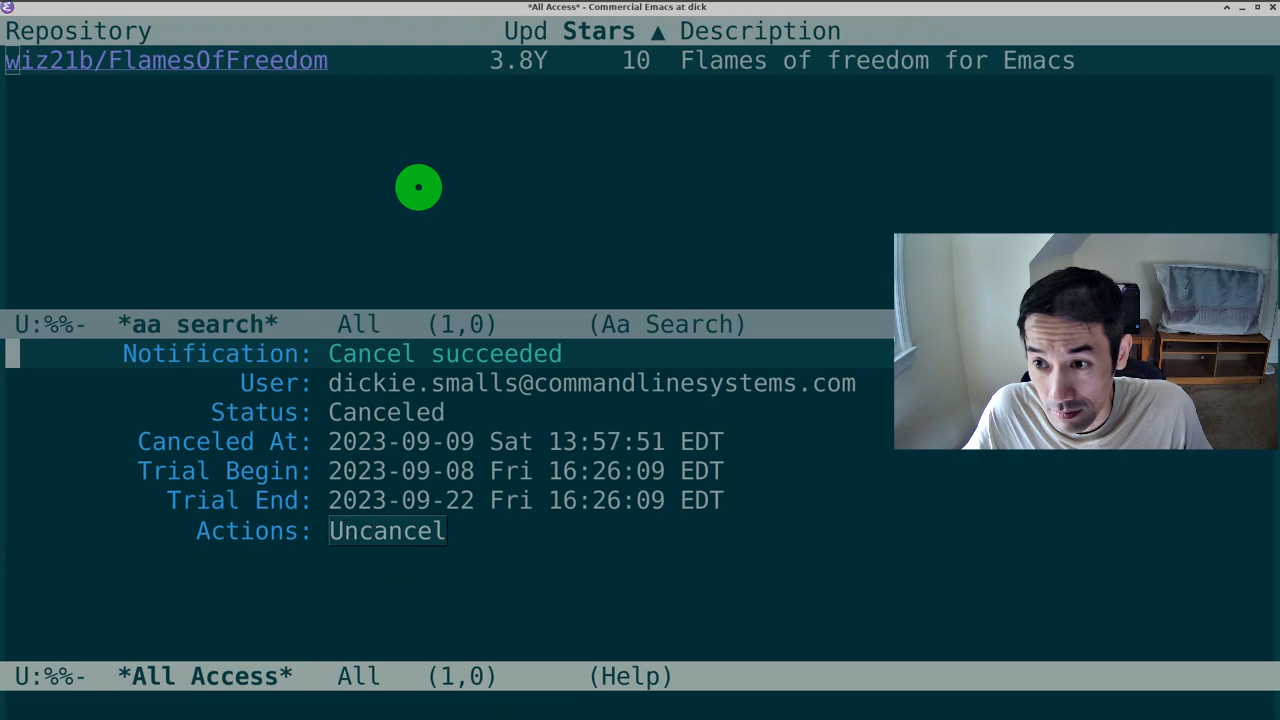 *All Access* - Commercial Emacs at dick
Repository Upd Stars ▲ Description
wiz21b/FlamesOfFreedom 3.8Y 10 Flames of freedom for Emacs
U:%%- *aa search* All (1,0) (Aa Search)
Notification: Cancel succeeded
User: dickie.smalls@commandlinesystems.com
Status: Canceled
Canceled At: 2023-09-09 Sat 13:57:51 EDT
Trial Begin: 2023-09-08 Fri 16:26:09 EDT
Trial End: 2023-09-22 Fri 16:26:09 EDT
Actions: Uncancel
U:%%- *All Access* All (1,0) (Help)